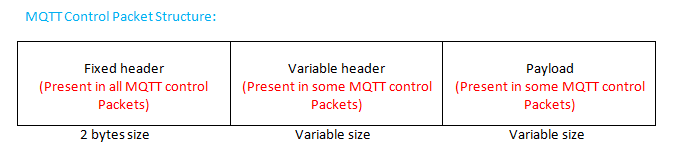 MQTT Control Packet Structure:
Fixed header
(Present in all MQTT control
Packets)
Variable header
(Present in some MQTT control
Packets)
Payload
(Present in some MQTT control
Packets)
2 bytes size
Variable size
Variable size